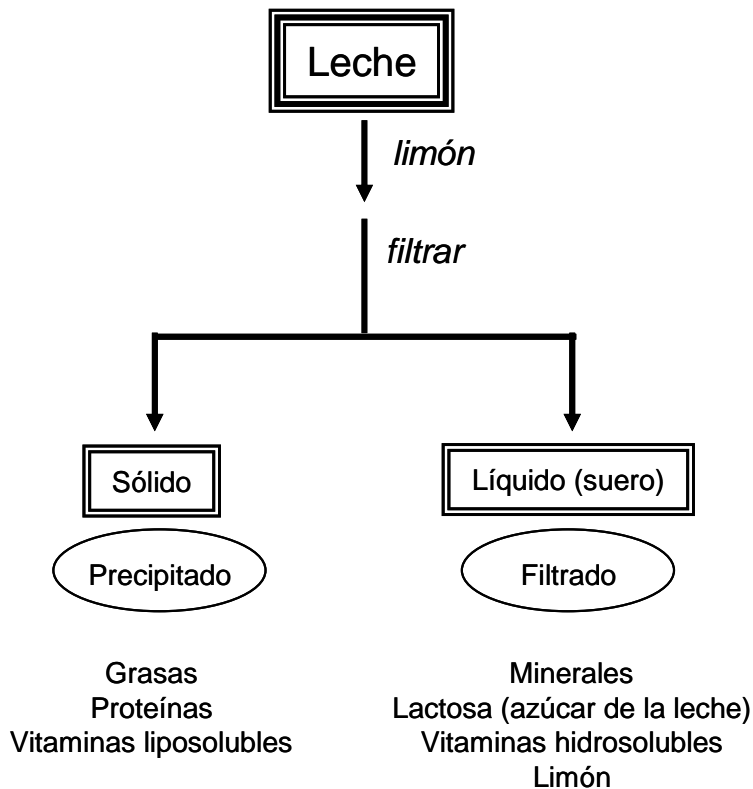 Leche
limón
filtrar
Sólido
Líquido (suero)
Precipitado
Filtrado
Grasas
Proteínas
Vitaminas liposolubles
Minerales
Lactosa (azúcar de la leche)
Vitaminas hidrosolubles
Limón